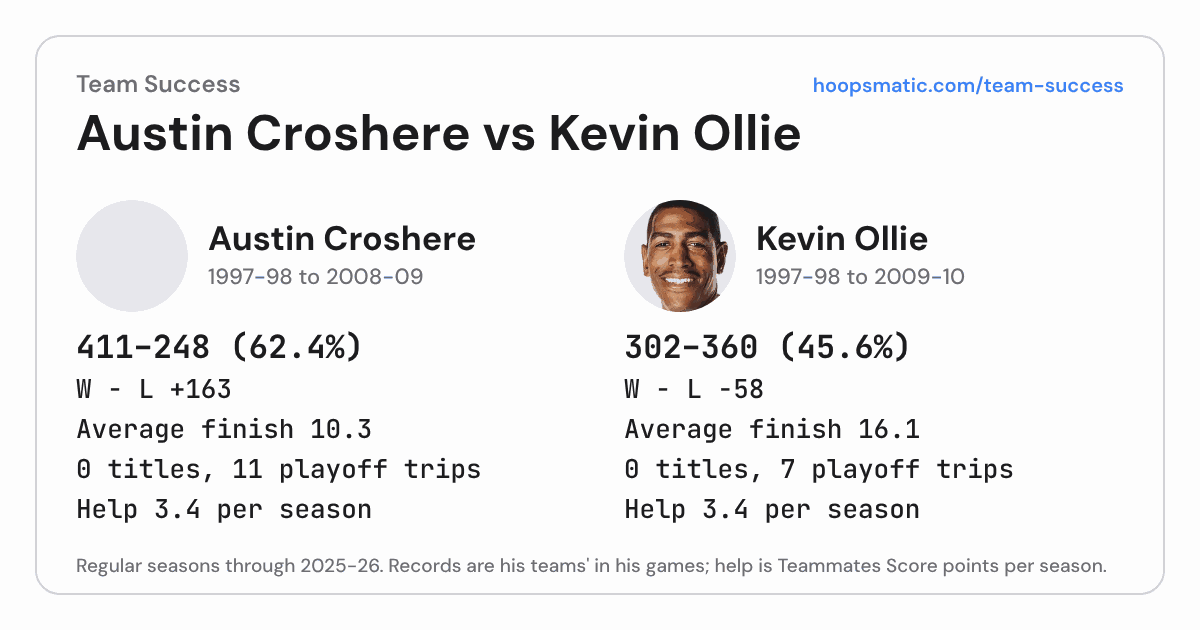 Team Success
hoopsmatic.com/team-success
Austin Croshere vs Kevin Ollie
Austin Croshere
1997-98 to 2008-09
411-248 (62.4%)
W - L +163
Average finish 10.3
0 titles, 11 playoff trips
Help 3.4 per season
Kevin Ollie
1997-98 to 2009-10
302-360 (45.6%)
W - L -58
Average finish 16.1
0 titles, 7 playoff trips
Help 3.4 per season
Regular seasons through 2025-26. Records are his teams' in his games; help is Teammates Score points per season.